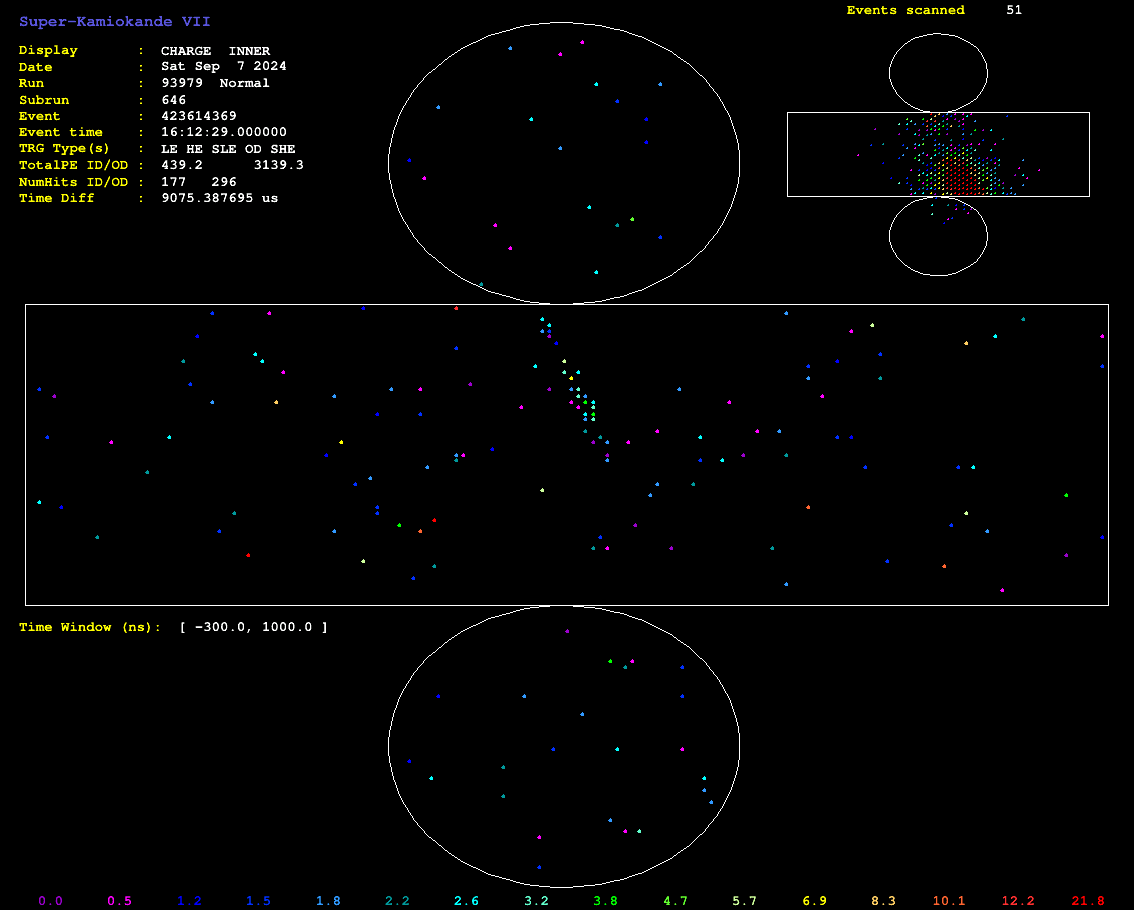 Super-Kamiokande VII
Events scanned 51
Display : CHARGE INNER
Date : Sat Sep 7 2024
Run : 93979 Normal
Subrun : 646
Event : 423614369
Event time : 16:12:29.000000
TRG Type(s) : LE HE SLE OD SHE
TotalPE ID/OD : 439.2 3139.3
NumHits ID/OD : 177 296
Time Diff : 9075.387695 us
Time Window (ns): [ -300.0, 1000.0 ]
0.0 0.5 1.2 1.5 1.8 2.2 2.6 3.2 3.8 4.7 5.7 6.9 8.3 10.1 12.2 21.8